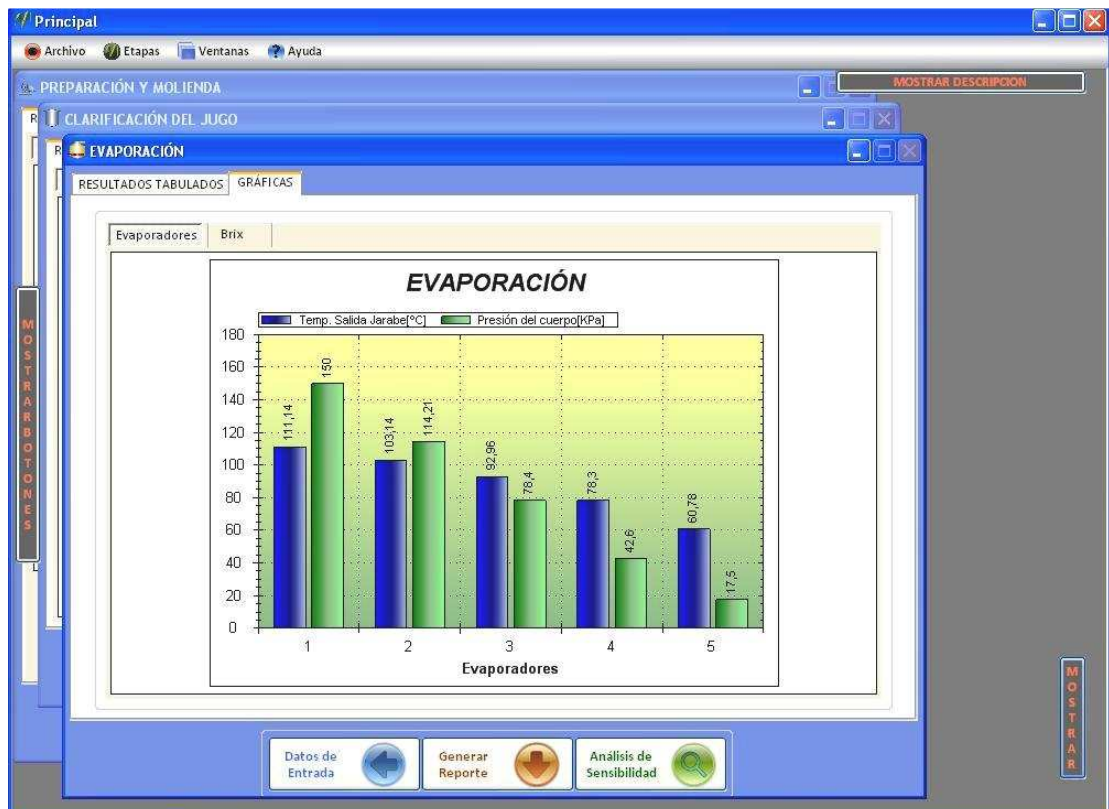 Principal
Archivo Etapas Ventanas Ayuda
PREPARACIÓN Y MOLIENDA
MOSTRAR DESCRIPCION
CLARIFICACIÓN DEL JUGO
EVAPORACIÓN
RESULTADOS TABULADOS GRÁFICAS
Evaporadores Brix
EVAPORACIÓN
Temp. Salida Jarabe[ºC] Presión del cuerpo[KPa]
180
160
140
120
100
80
60
40
20
0
111,14
150
103,14
114,21
92,96
78,4
78,3
42,6
60,78
17,5
1 2 3 4 5
Evaporadores
MOSTRAR BOTONES
MOSTRAR
Datos de
Entrada
Generar
Reporte
Análisis de
Sensibilidad